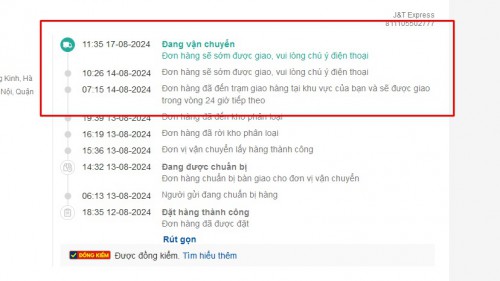 J&T Express
811105502777
11:35 17-08-2024 Đang vận chuyển
Đơn hàng sẽ sớm được giao, vui lòng chú ý điện thoại
10:26 14-08-2024 Đơn hàng sẽ sớm được giao, vui lòng chú ý điện thoại
g Kinh, Hà
Nội, Quận
07:15 14-08-2024 Đơn hàng đã đến trạm giao hàng tại khu vực của bạn và sẽ được giao
trong vòng 24 giờ tiếp theo
19:39 13-08-2024 Đơn hàng đã đến kho phân loại
16:19 13-08-2024 Đơn hàng đã rời kho phân loại
15:36 13-08-2024 Đơn vị vận chuyển lấy hàng thành công
14:32 13-08-2024 Đang được chuẩn bị
Đơn hàng chuẩn bị bàn giao cho đơn vị vận chuyển
06:13 13-08-2024 Người gửi đang chuẩn bị hàng
18:35 12-08-2024 Đặt hàng thành công
Đơn hàng đã được đặt
Rút gọn
ĐỒNG KIỂM Được đồng kiểm. Tìm hiểu thêm